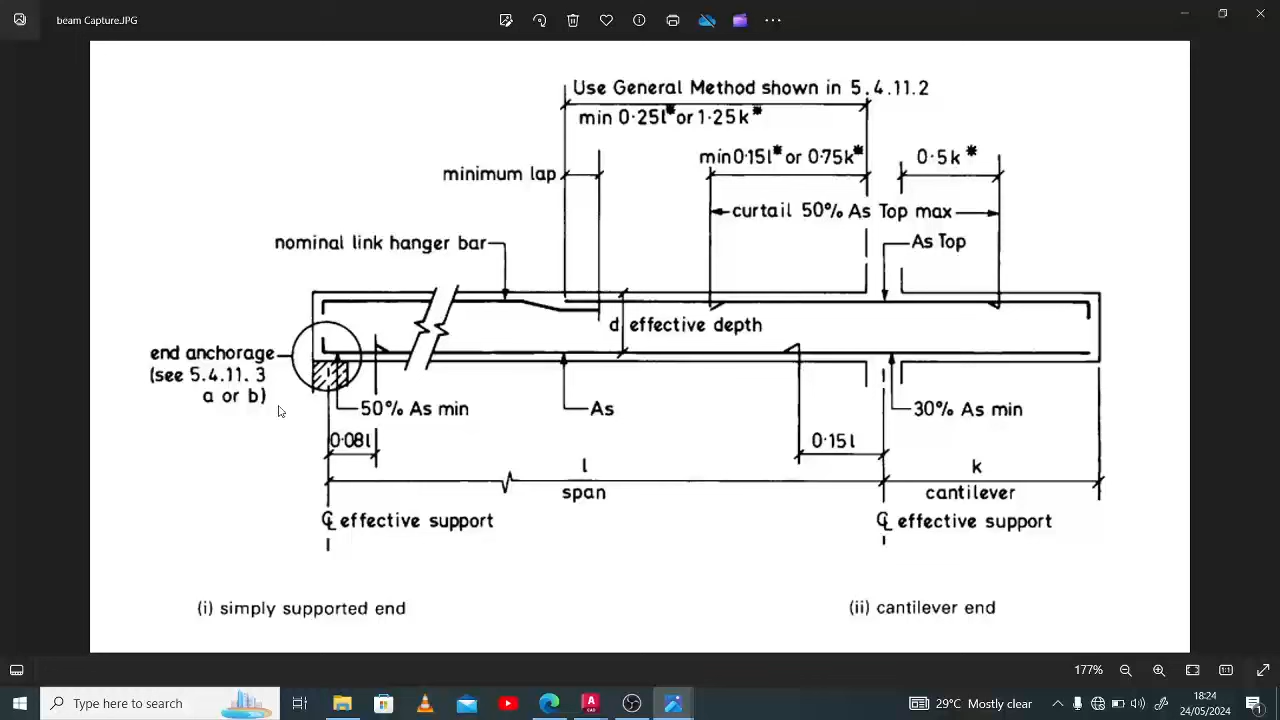 beam Capture.JPG
Use General Method shown in 5.4.11.2
min 0·25l* or 1·25k*
min 0·15l* or 0·75k*
0·5k*
minimum lap
curtail 50% As Top max
nominal link hanger bar
As Top
d effective depth
end anchorage
(see 5.4.11.3
a or b)
50% As min
As
30% As min
0·08l
0·15l
l
span
k
cantilever
℄ effective support
℄ effective support
(i) simply supported end
(ii) cantilever end
177%
Type here to search
29°C Mostly clear
18:24
24/05/2024